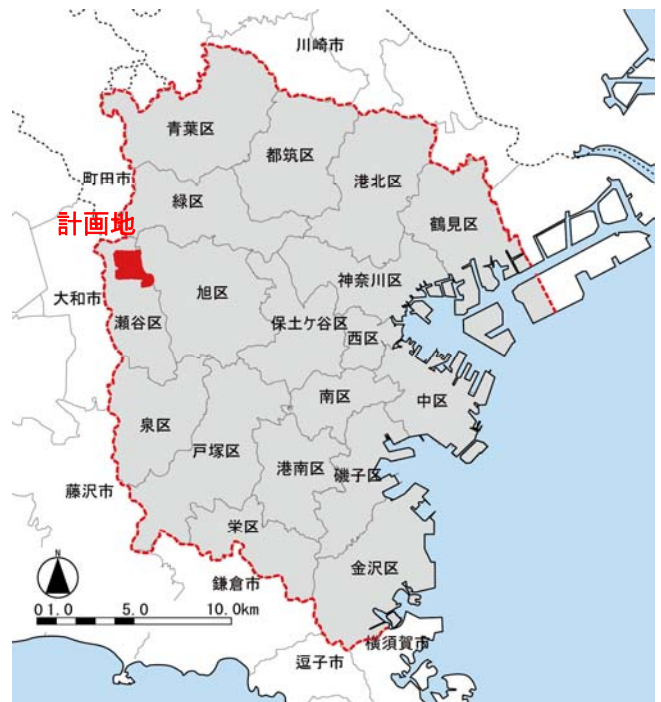 川崎市
青葉区
都筑区
港北区
町田市
緑区
鶴見区
計画地
神奈川区
旭区
大和市
瀬谷区
保土ケ谷区
西区
南区
中区
泉区
戸塚区
港南区
磯子区
藤沢市
栄区
金沢区
N
鎌倉市
0 1.0 5.0 10.0km
横須賀市
逗子市